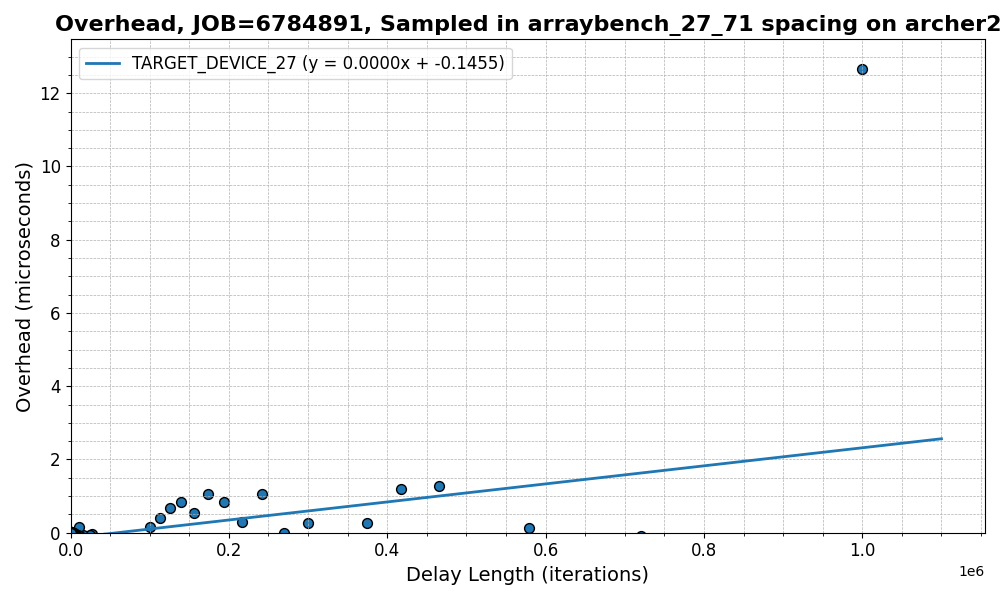 Overhead, JOB=6784891, Sampled in arraybench_27_71 spacing on archer2
TARGET_DEVICE_27 (y = 0.0000x + -0.1455)
Overhead (microseconds)
12
10
8
6
4
2
0
0.0 0.2 0.4 0.6 0.8 1.0
1e6
Delay Length (iterations)